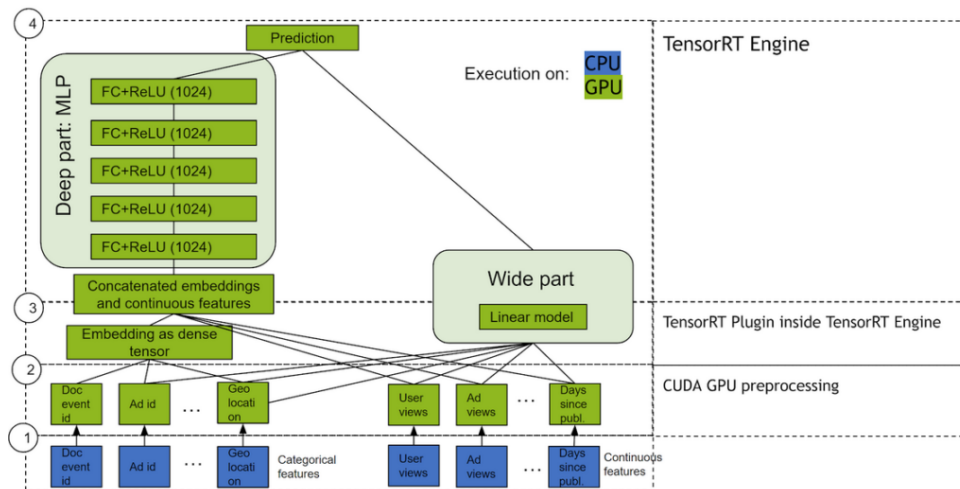 4
Prediction
TensorRT Engine
Execution on:
CPU
GPU
Deep part: MLP
FC+ReLU (1024)
FC+ReLU (1024)
FC+ReLU (1024)
FC+ReLU (1024)
FC+ReLU (1024)
Wide part
Linear model
Concatenated embeddings
and continuous features
3
TensorRT Plugin inside TensorRT Engine
Embedding as dense
tensor
2
CUDA GPU preprocessing
Doc
event
id
Ad id
...
Geo
locati
on
User
views
Ad
views
...
Days
since
publ.
1
Doc
event
id
Ad id
...
Geo
locati
on
Categorical
features
User
views
Ad
views
...
Days
since
publ.
Continuous
features